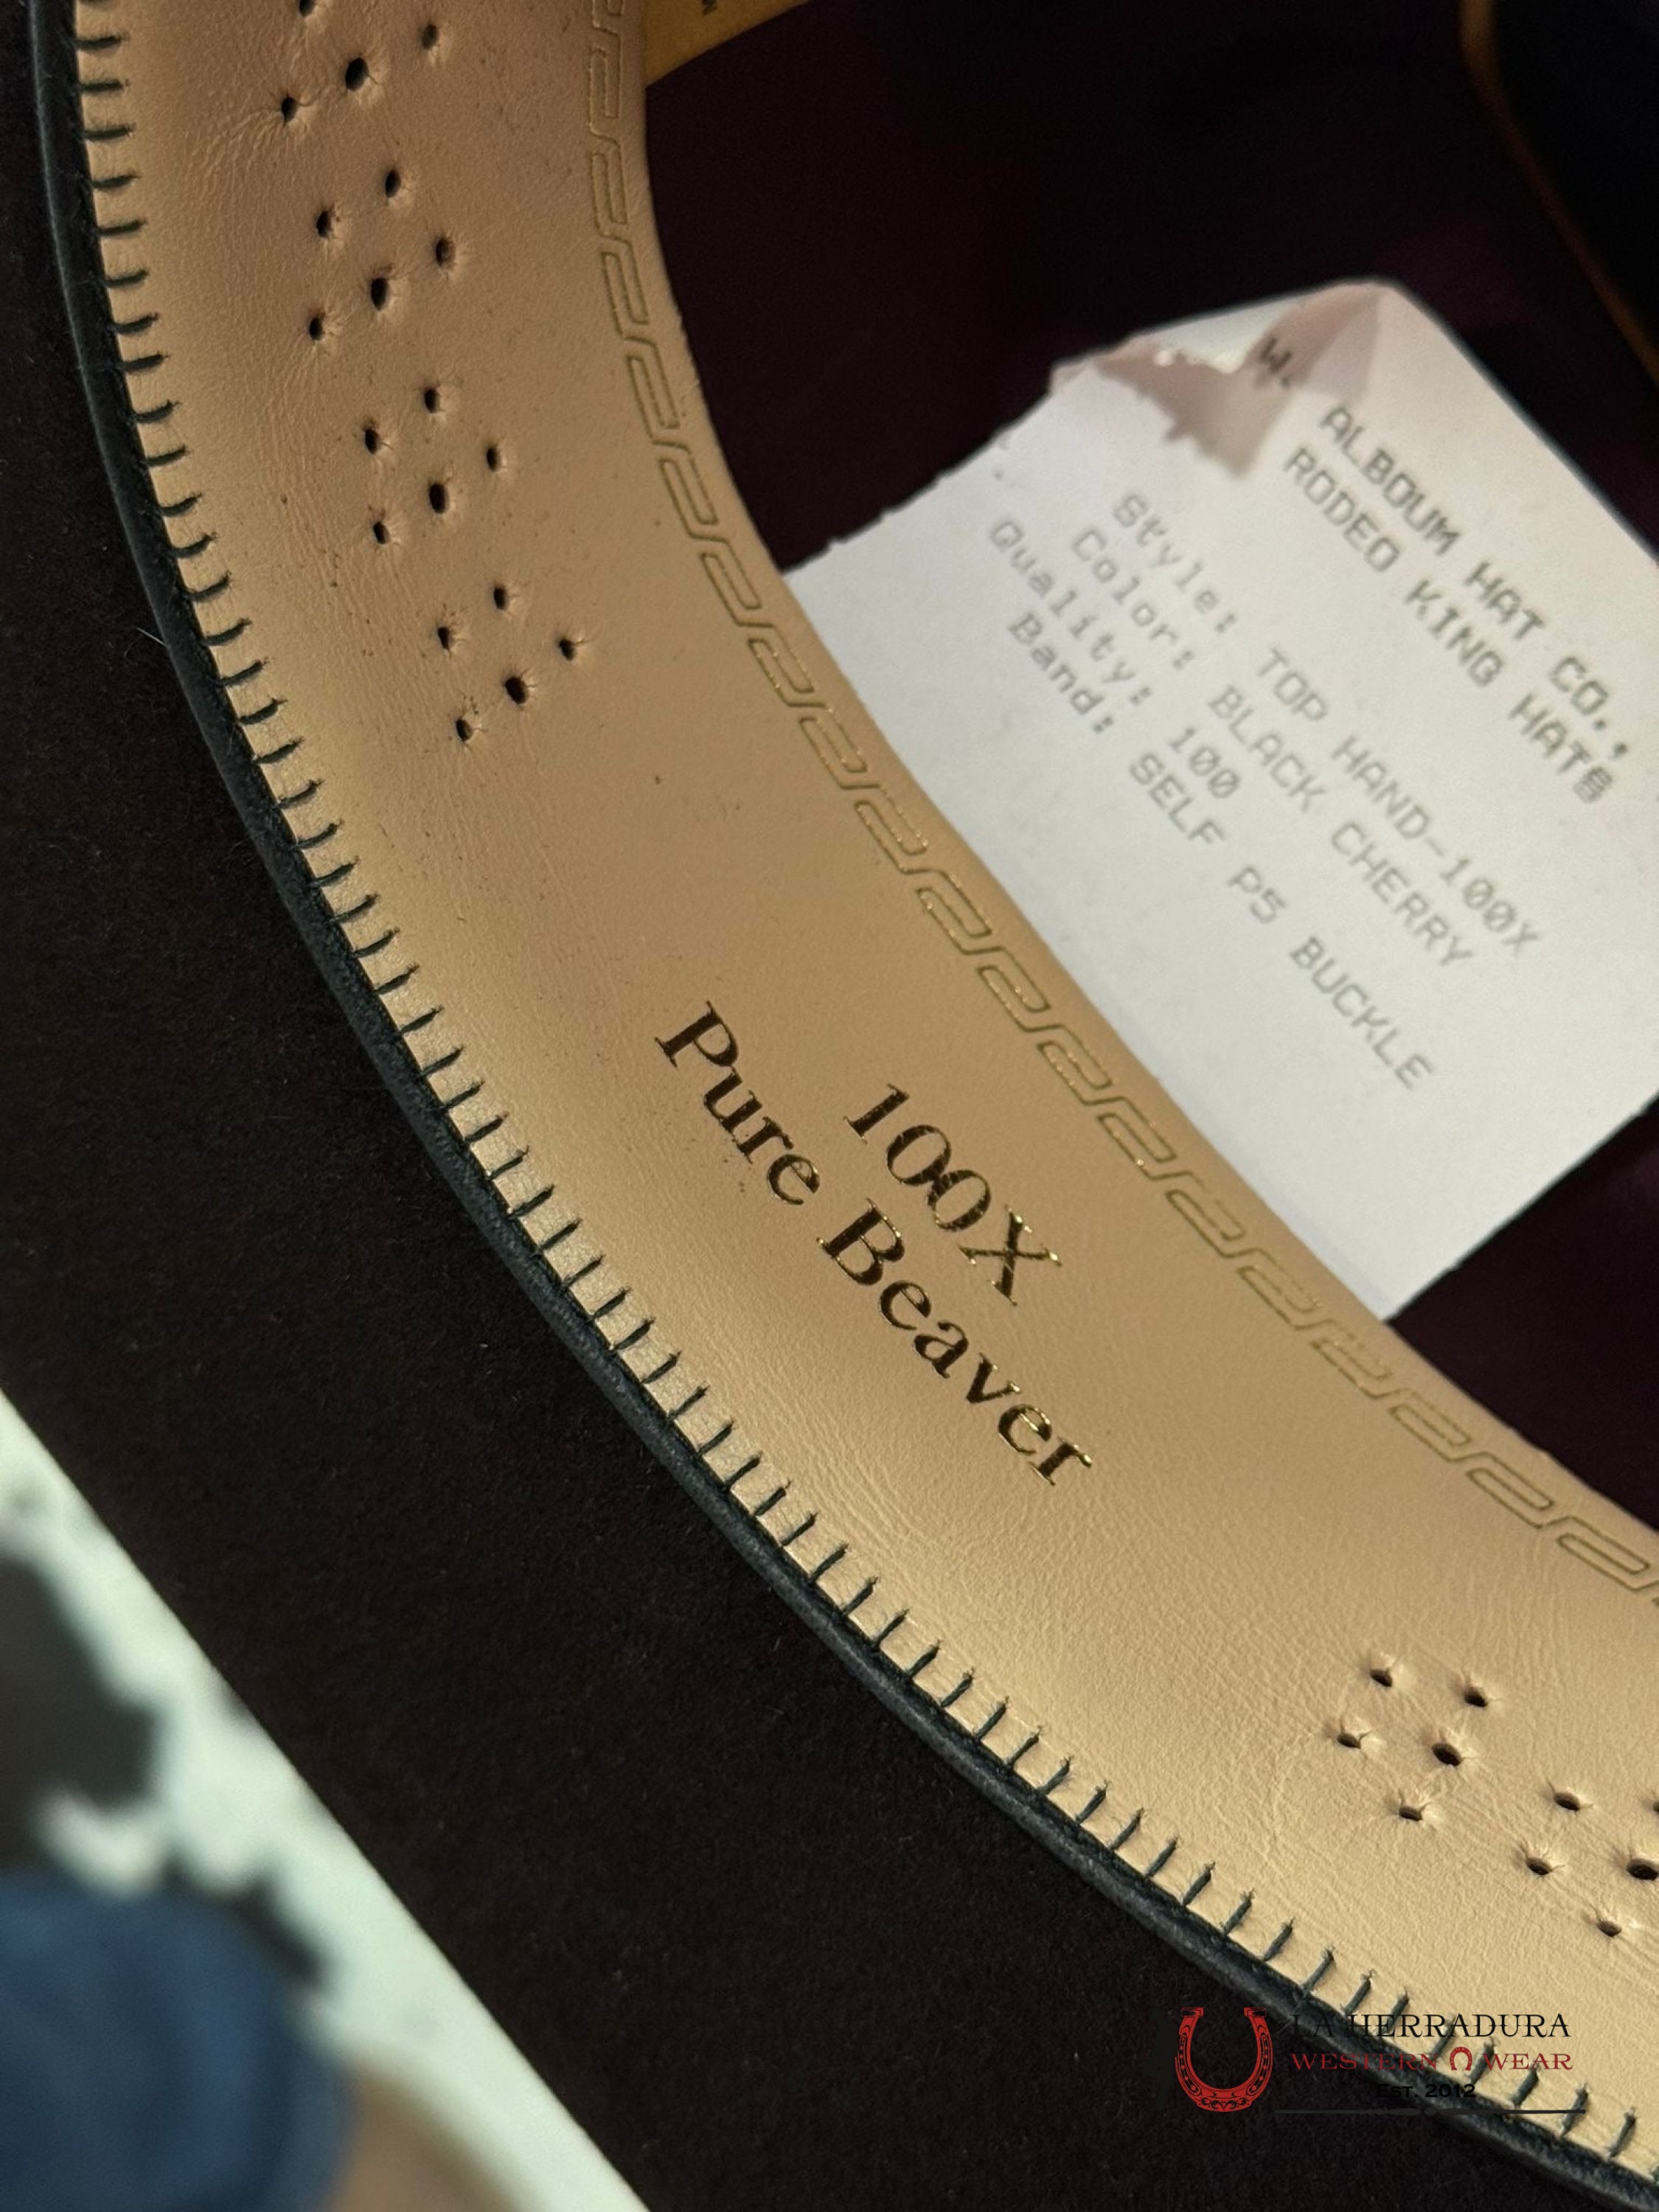 ALBOUM HAT CO.,
RODEO KING HATS
Style: TOP HAND-100X
Color: BLACK CHERRY
Quality: 100
Band: SELF P5 BUCKLE
100X
Pure Beaver
LA HERRADURA
WESTERN WEAR
EST. 2012